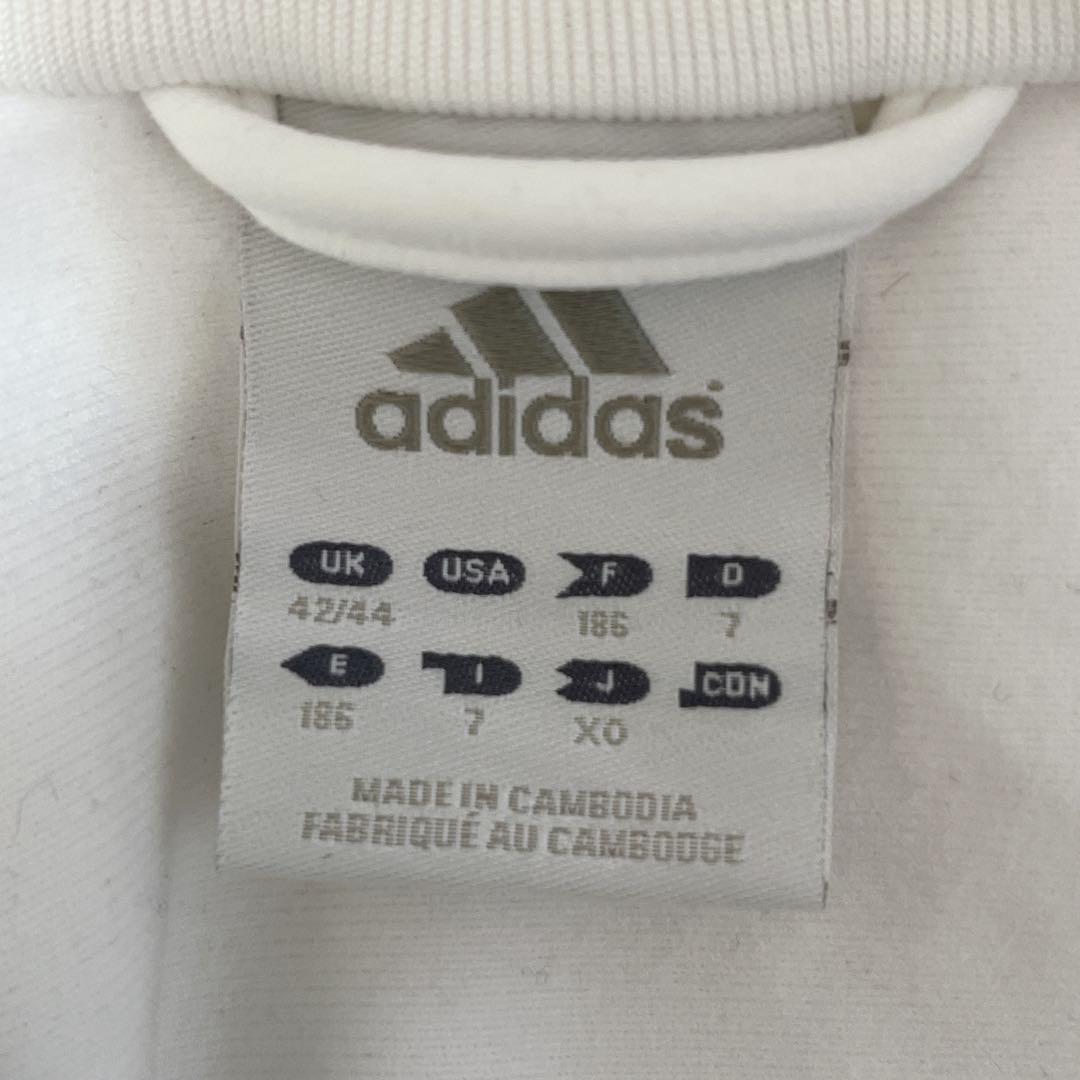 adidas
UK USA F D
42/44 186 7
E I J CDN
186 7 XO
MADE IN CAMBODIA
FABRIQUÉ AU CAMBODGE